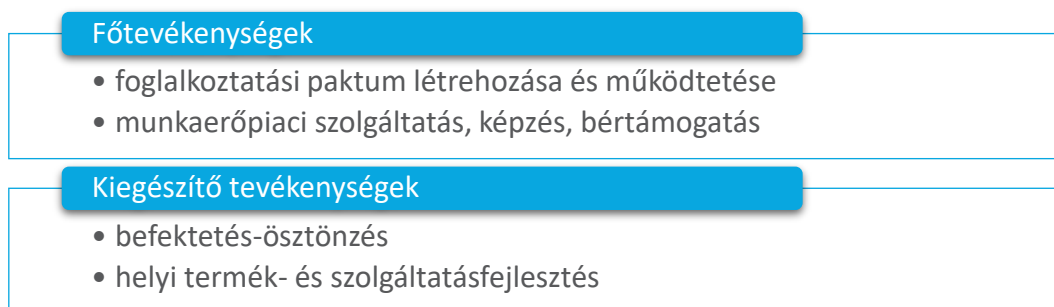 Főtevékenységek
• foglalkoztatási paktum létrehozása és működtetése
• munkaerőpiaci szolgáltatás, képzés, bértámogatás
Kiegészítő tevékenységek
• befektetés-ösztönzés
• helyi termék- és szolgáltatásfejlesztés